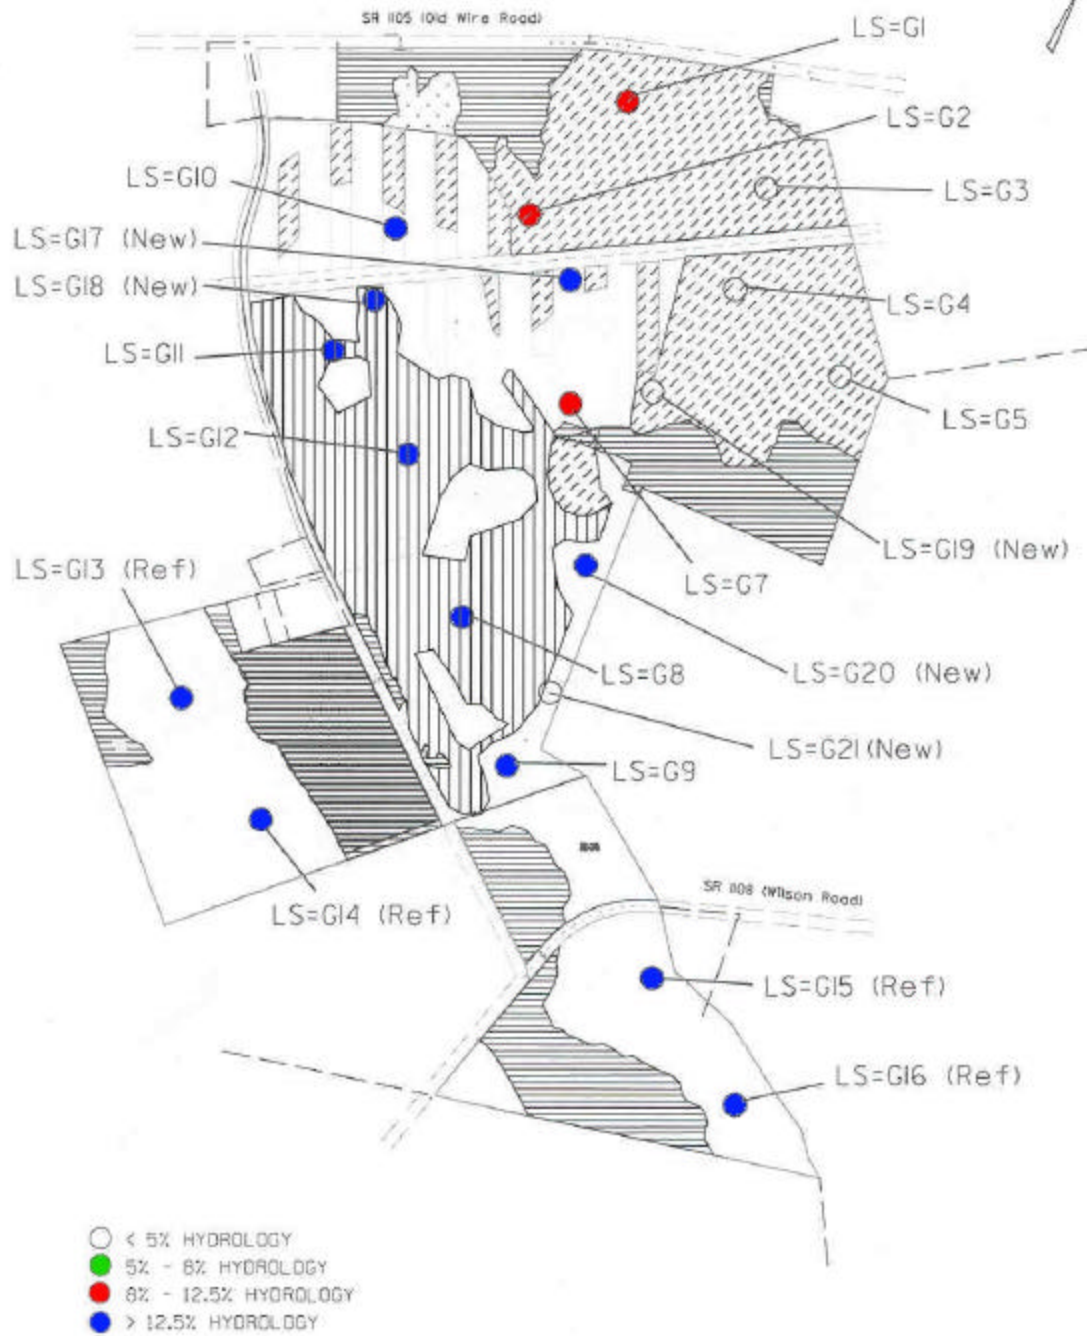 SR 1105 (Old Wire Road)
LS=G1
LS=G2
LS=G10
LS=G3
LS=G17 (New)
LS=G18 (New)
LS=G4
LS=G11
LS=G5
LS=G12
LS=G19 (New)
LS=G13 (Ref)
LS=G7
LS=G8
LS=G20 (New)
LS=G21(New)
LS=G9
SR 1108 (Wilson Road)
LS=G14 (Ref)
LS=G15 (Ref)
LS=G16 (Ref)
< 5% HYDROLOGY
5% - 8% HYDROLOGY
8% - 12.5% HYDROLOGY
> 12.5% HYDROLOGY